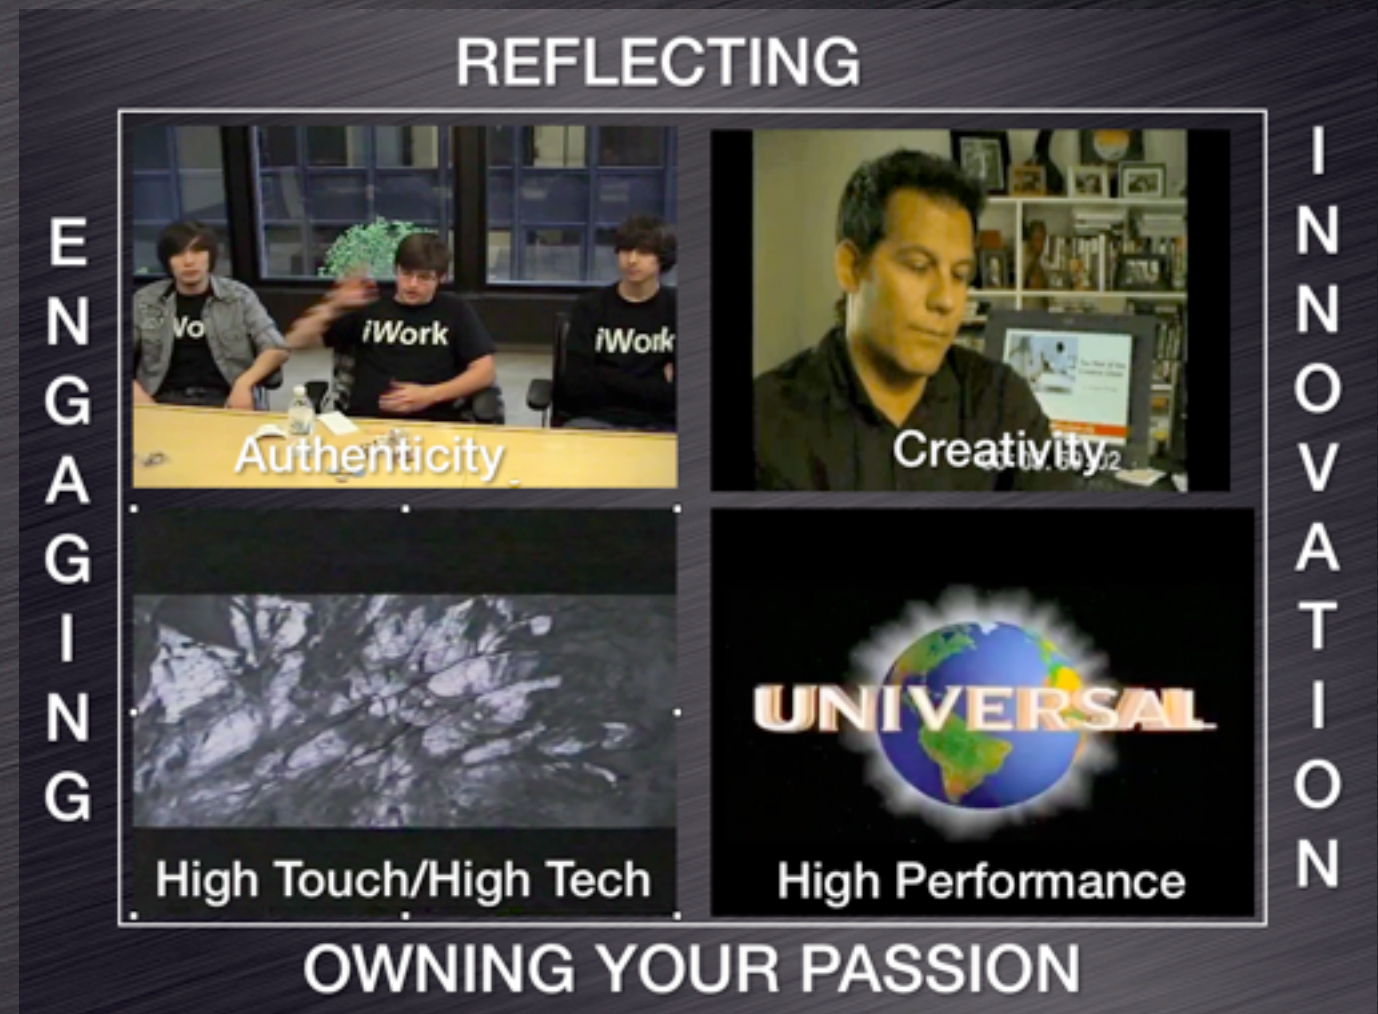 REFLECTING
ENGAGING
INNOVATION
iWork
iWork
Authenticity
Creativity
High Touch/High Tech
UNIVERSAL
High Performance
OWNING YOUR PASSION